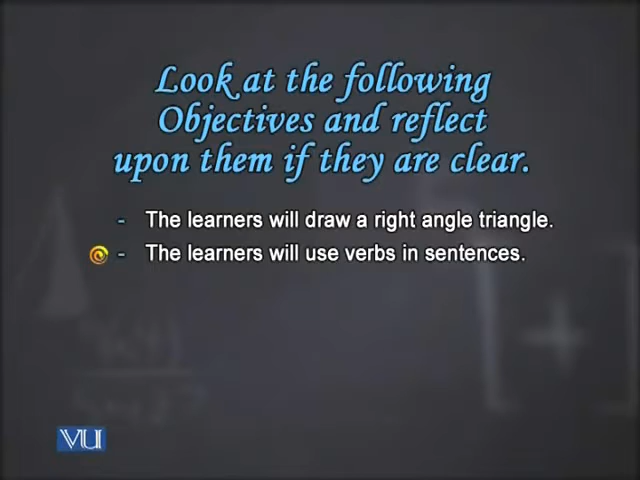 Look at the following
Objectives and reflect
upon them if they are clear.
- The learners will draw a right angle triangle.
- The learners will use verbs in sentences.
VU